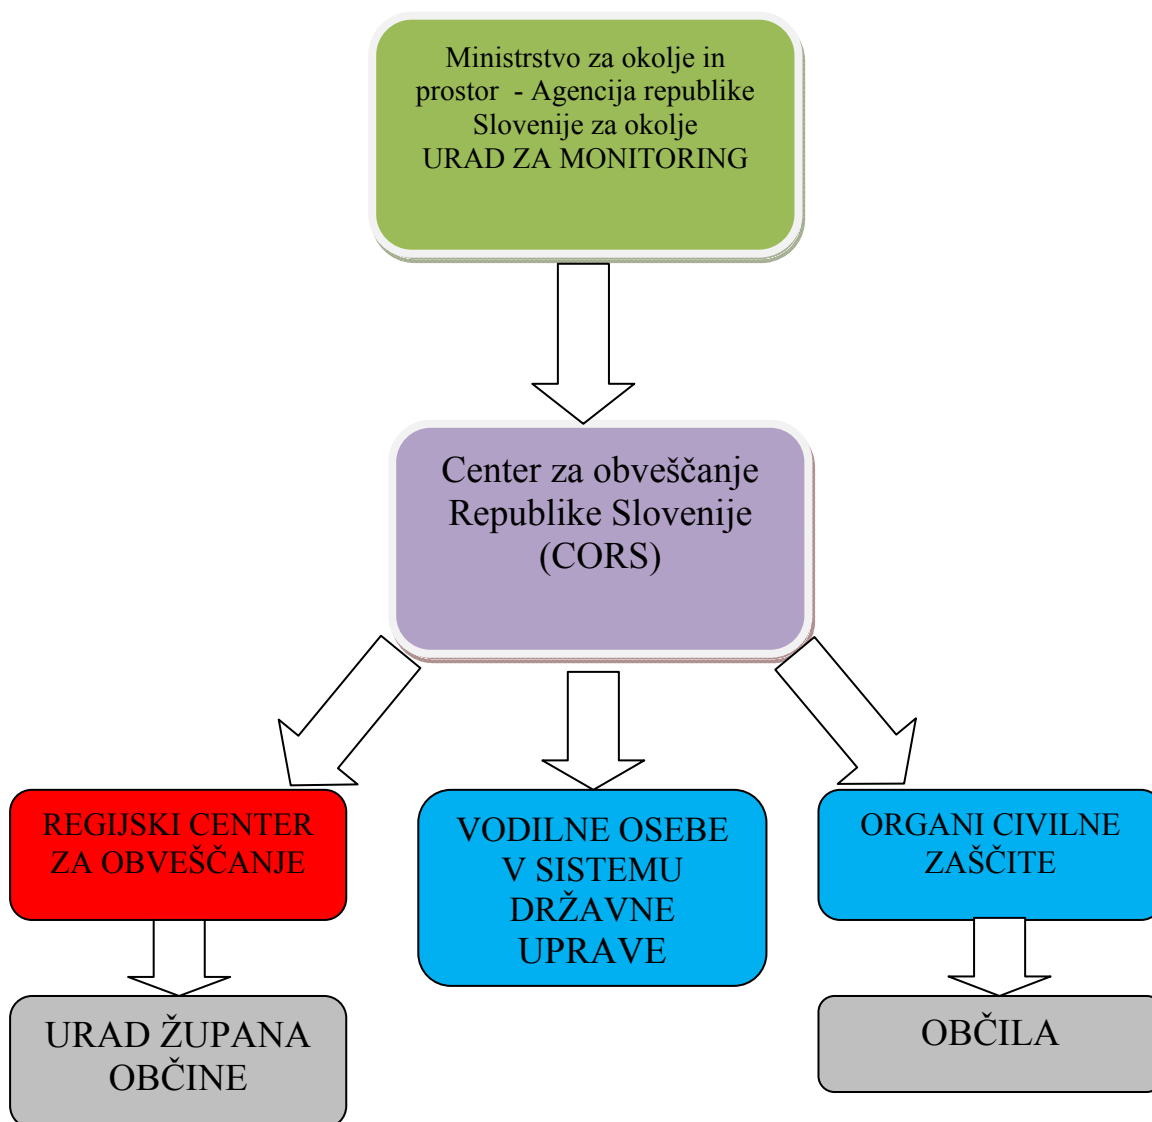 Ministrstvo za okolje in
prostor - Agencija republike
Slovenije za okolje
URAD ZA MONITORING
Center za obveščanje
Republike Slovenije
(CORS)
REGIJSKI CENTER
ZA OBVEŠČANJE
VODILNE OSEBE
V SISTEMU
DRŽAVNE
UPRAVE
ORGANI CIVILNE
ZAŠČITE
URAD ŽUPANA
OBČINE
OBČILA